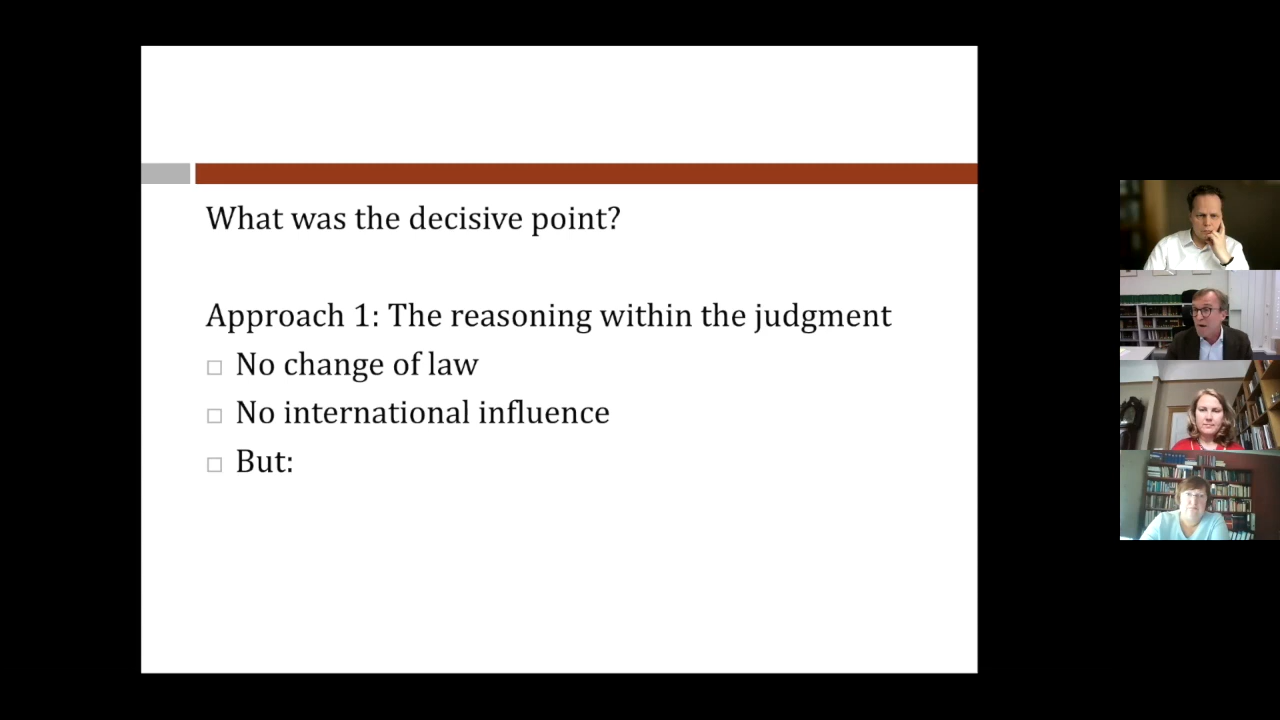 What was the decisive point?
Approach 1: The reasoning within the judgment
No change of law
No international influence
But: